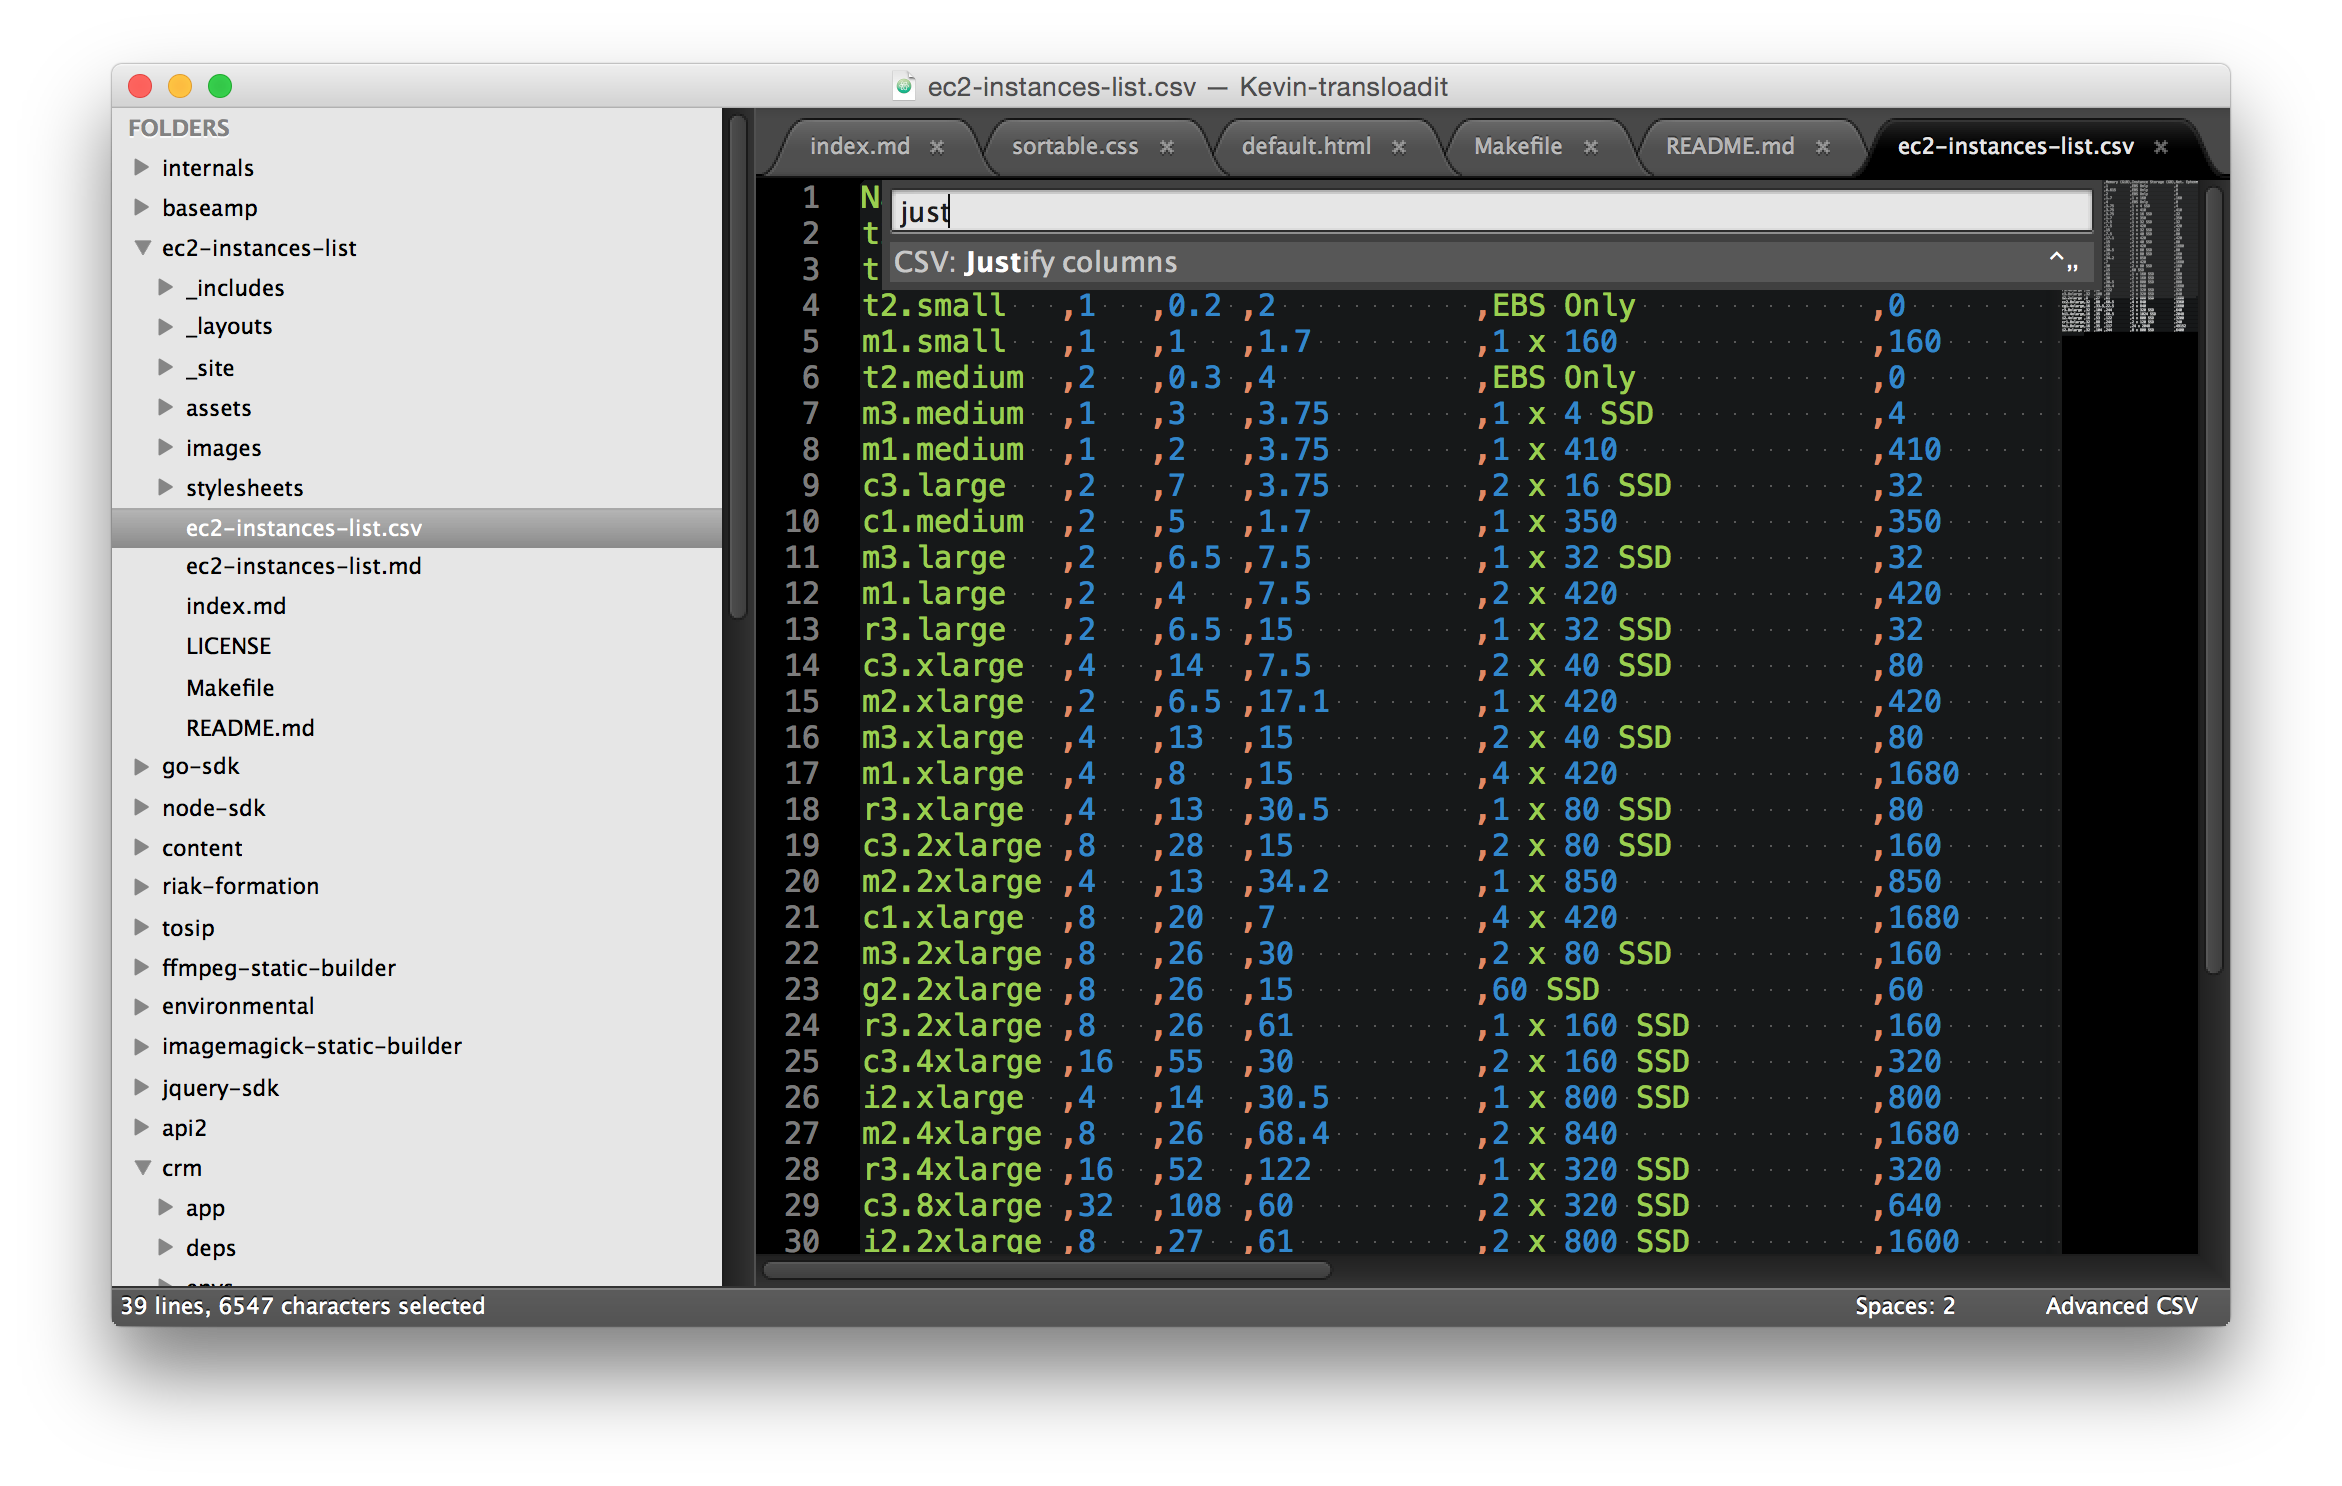 ec2-instances-list.csv — Kevin-transloadit
FOLDERS
internals
baseamp
ec2-instances-list
_includes
_layouts
_site
assets
images
stylesheets
ec2-instances-list.csv
ec2-instances-list.md
index.md
LICENSE
Makefile
README.md
go-sdk
node-sdk
content
riak-formation
tosip
ffmpeg-static-builder
environmental
imagemagick-static-builder
jquery-sdk
api2
crm
app
deps
index.md sortable.css default.html Makefile README.md ec2-instances-list.csv
just
CSV: Justify columns ^,,
1 N
2 t
3 t
4 t2.small ,1 ,0.2 ,2 ,EBS Only ,0
5 m1.small ,1 ,1 ,1.7 ,1 x 160 ,160
6 t2.medium ,2 ,0.3 ,4 ,EBS Only ,0
7 m3.medium ,1 ,3 ,3.75 ,1 x 4 SSD ,4
8 m1.medium ,1 ,2 ,3.75 ,1 x 410 ,410
9 c3.large ,2 ,7 ,3.75 ,2 x 16 SSD ,32
10 c1.medium ,2 ,5 ,1.7 ,1 x 350 ,350
11 m3.large ,2 ,6.5 ,7.5 ,1 x 32 SSD ,32
12 m1.large ,2 ,4 ,7.5 ,2 x 420 ,420
13 r3.large ,2 ,6.5 ,15 ,1 x 32 SSD ,32
14 c3.xlarge ,4 ,14 ,7.5 ,2 x 40 SSD ,80
15 m2.xlarge ,2 ,6.5 ,17.1 ,1 x 420 ,420
16 m3.xlarge ,4 ,13 ,15 ,2 x 40 SSD ,80
17 m1.xlarge ,4 ,8 ,15 ,4 x 420 ,1680
18 r3.xlarge ,4 ,13 ,30.5 ,1 x 80 SSD ,80
19 c3.2xlarge ,8 ,28 ,15 ,2 x 80 SSD ,160
20 m2.2xlarge ,4 ,13 ,34.2 ,1 x 850 ,850
21 c1.xlarge ,8 ,20 ,7 ,4 x 420 ,1680
22 m3.2xlarge ,8 ,26 ,30 ,2 x 80 SSD ,160
23 g2.2xlarge ,8 ,26 ,15 ,60 SSD ,60
24 r3.2xlarge ,8 ,26 ,61 ,1 x 160 SSD ,160
25 c3.4xlarge ,16 ,55 ,30 ,2 x 160 SSD ,320
26 i2.xlarge ,4 ,14 ,30.5 ,1 x 800 SSD ,800
27 m2.4xlarge ,8 ,26 ,68.4 ,2 x 840 ,1680
28 r3.4xlarge ,16 ,52 ,122 ,1 x 320 SSD ,320
29 c3.8xlarge ,32 ,108 ,60 ,2 x 320 SSD ,640
30 i2.2xlarge ,8 ,27 ,61 ,2 x 800 SSD ,1600
39 lines, 6547 characters selected Spaces: 2 Advanced CSV